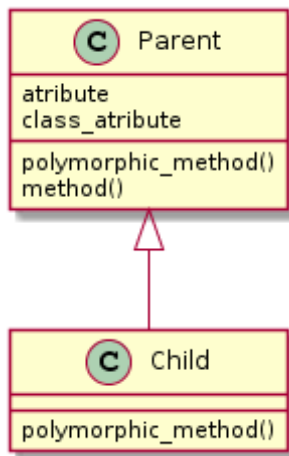 C Parent
atribute
class_atribute
polymorphic_method()
method()
C Child
polymorphic_method()